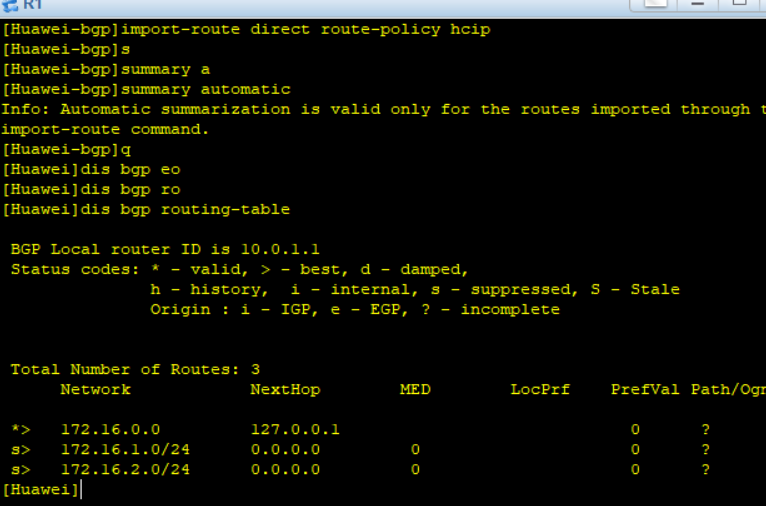 R1
[Huawei-bgp]import-route direct route-policy hcip
[Huawei-bgp]s
[Huawei-bgp]summary a
[Huawei-bgp]summary automatic
Info: Automatic summarization is valid only for the routes imported through t
import-route command.
[Huawei-bgp]q
[Huawei]dis bgp eo
[Huawei]dis bgp ro
[Huawei]dis bgp routing-table
BGP Local router ID is 10.0.1.1
Status codes: * - valid, > - best, d - damped,
h - history,  i - internal, s - suppressed, S - Stale
Origin : i - IGP, e - EGP, ? - incomplete
Total Number of Routes: 3
Network NextHop MED LocPrf PrefVal Path/Ogn
*> 172.16.0.0 127.0.0.1 0 ?
s> 172.16.1.0/24 0.0.0.0 0 0 ?
s> 172.16.2.0/24 0.0.0.0 0 0 ?
[Huawei]